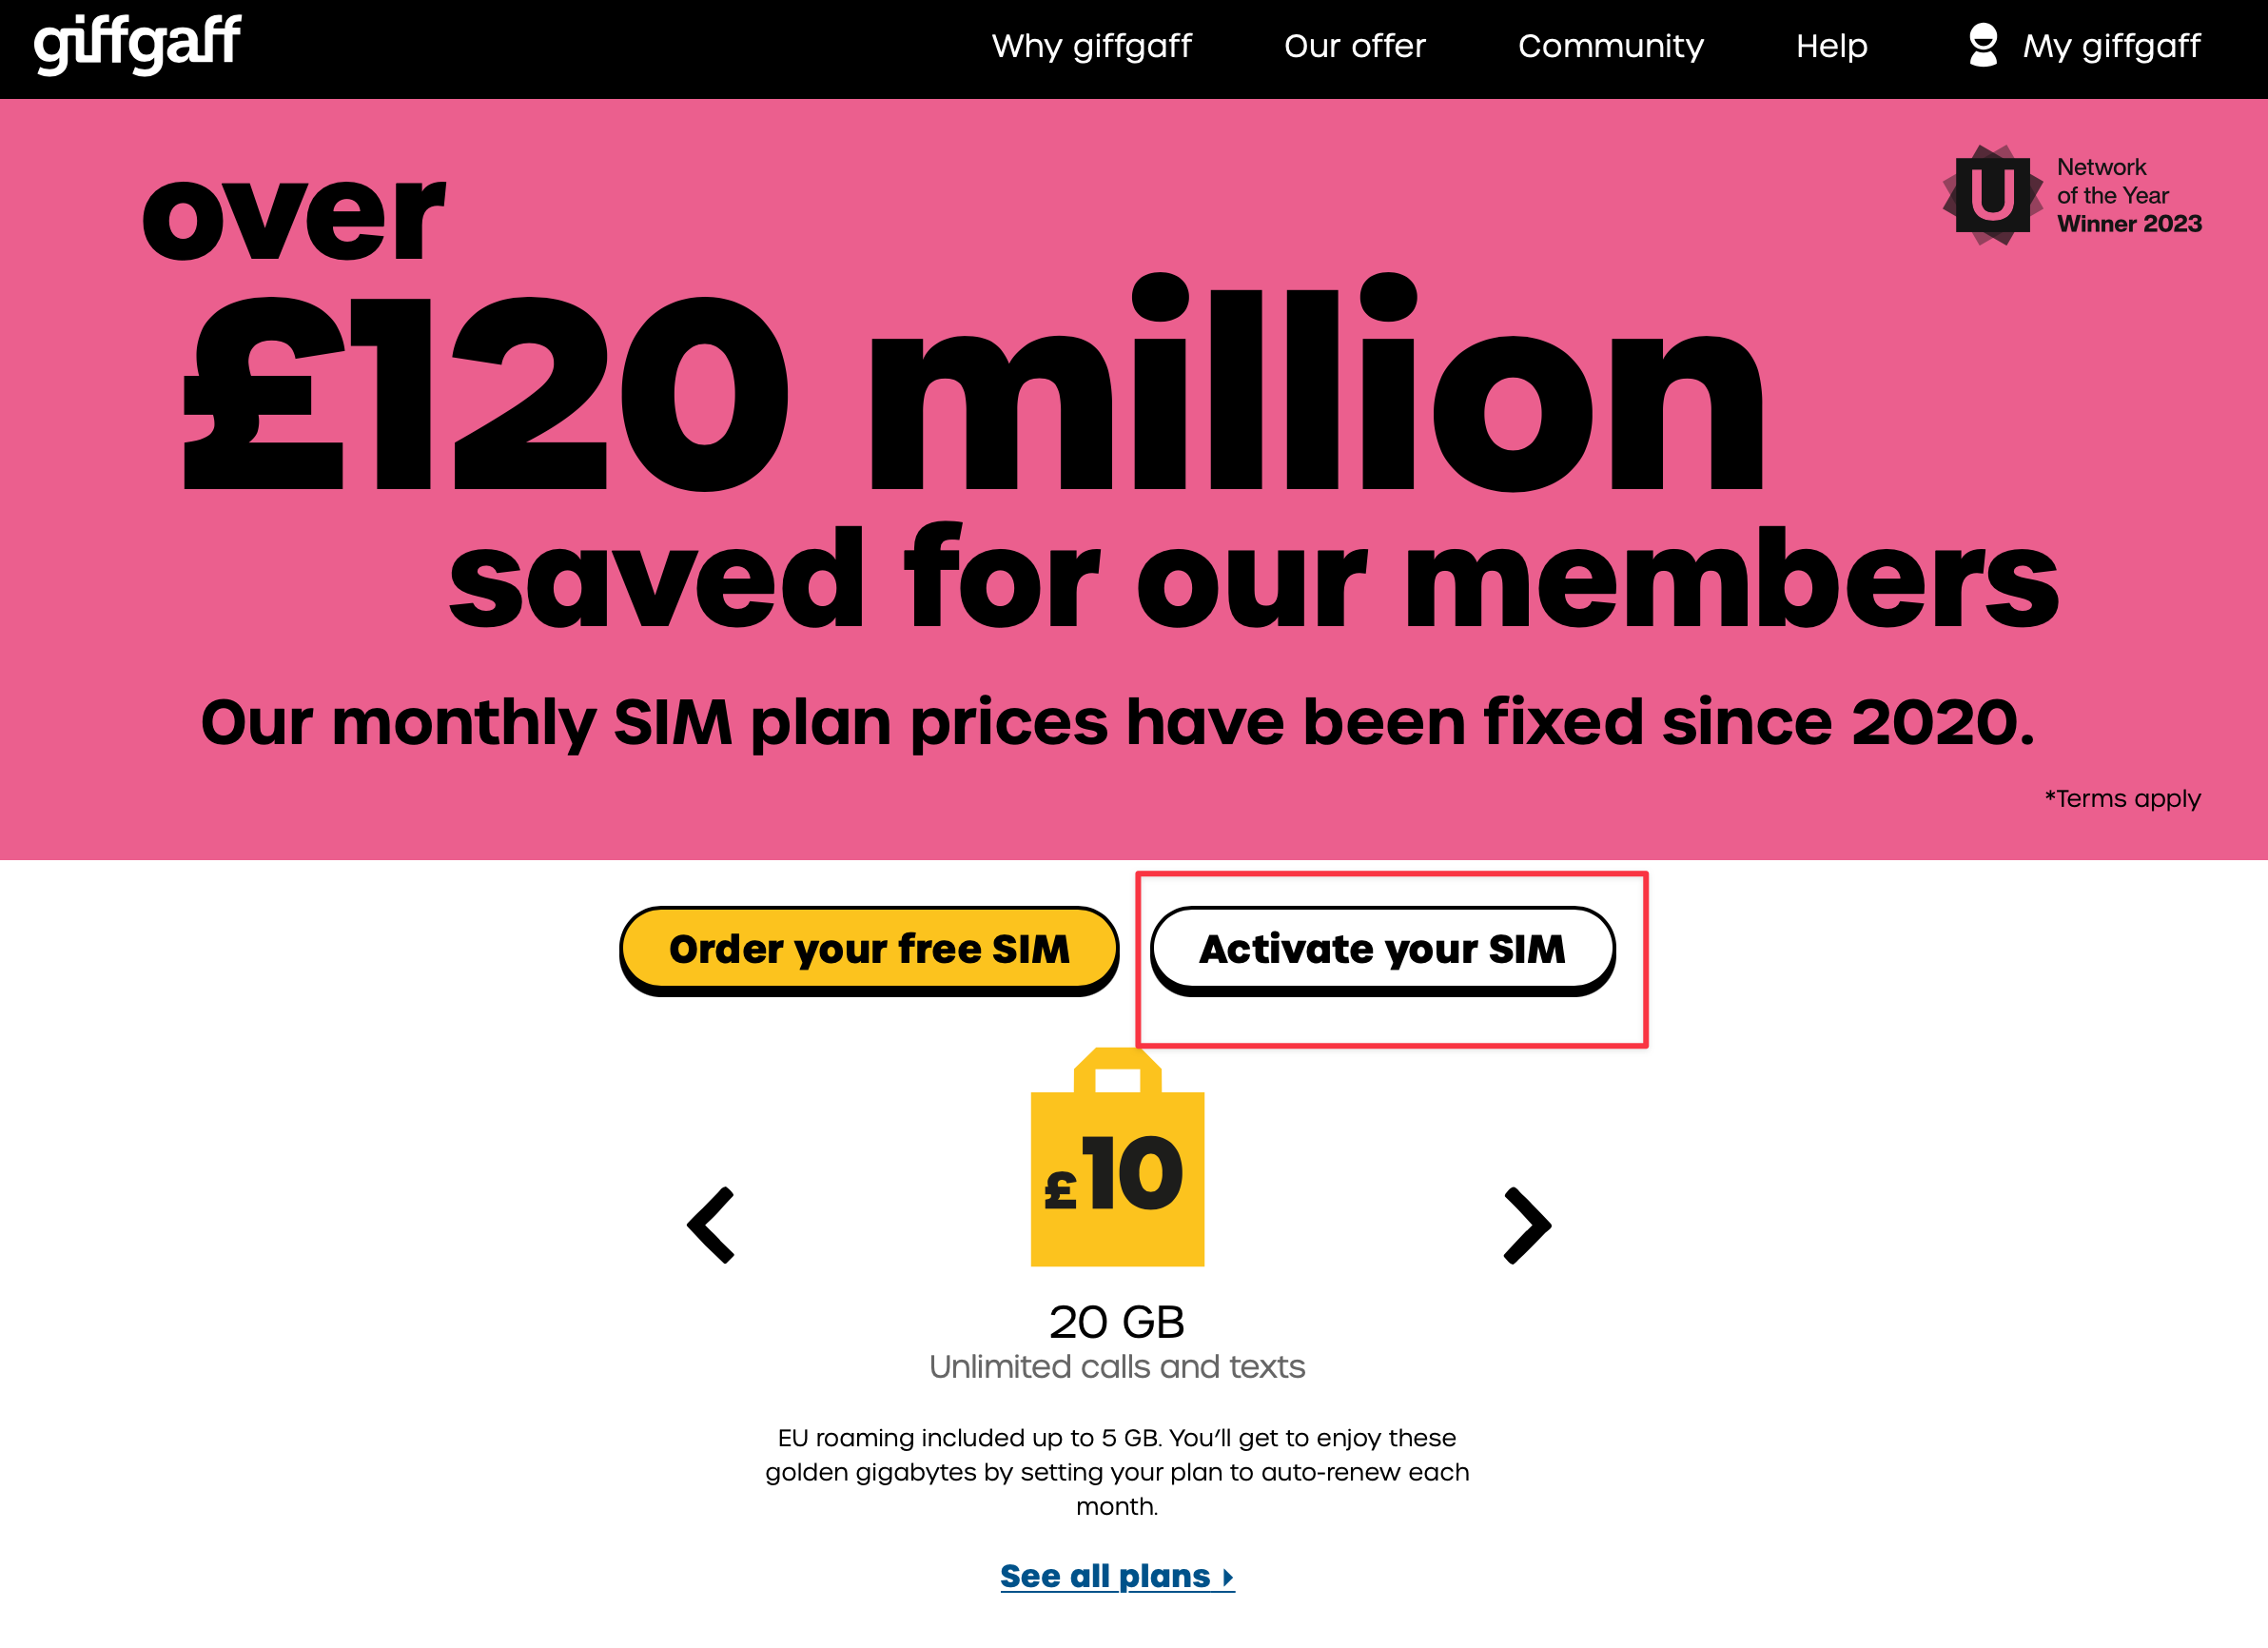 giffgaff
Why giffgaff
Our offer
Community
Help
My giffgaff
over
£120 million
saved for our members
Our monthly SIM plan prices have been fixed since 2020.
*Terms apply
U
Network
of the Year
Winner 2023
Order your free SIM
Activate your SIM
£10
20 GB
Unlimited calls and texts
EU roaming included up to 5 GB. You’ll get to enjoy these
golden gigabytes by setting your plan to auto-renew each
month.
See all plans